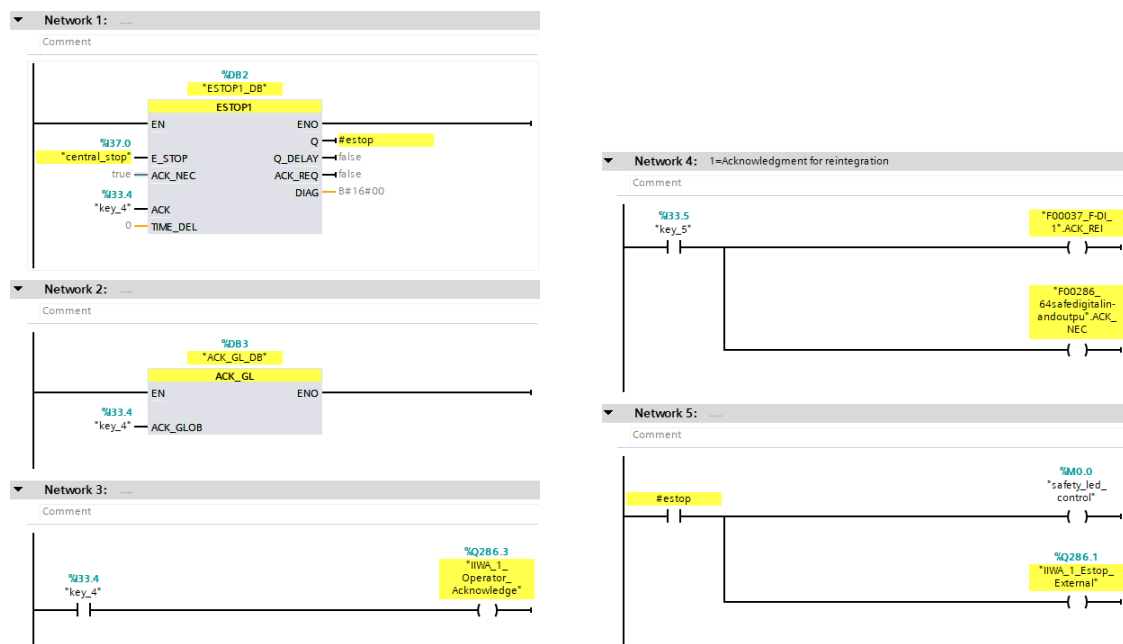 Network 1: .....
Comment
%DB2
"ESTOP1_DB"
ESTOP1
EN
ENO
Q
#estop
%I37.0
"central_stop"
E_STOP
Q_DELAY
false
true
ACK_NEC
ACK_REQ
false
%I33.4
DIAG
B#16#00
"key_4"
ACK
0
TIME_DEL
Network 2: .....
Comment
%DB3
"ACK_GL_DB"
ACK_GL
EN
ENO
%I33.4
"key_4"
ACK_GLOB
Network 3: .....
Comment
%I33.4
"key_4"
%Q286.3
"IIWA_1_
Operator_
Acknowledge"
Network 4: 1=Acknowledgment for reintegration
Comment
%I33.5
"key_5"
"F00037_F-DI_
1".ACK_REI
"F00286_
64safedigitalin-
andoutpu".ACK_
NEC
Network 5: .....
Comment
#estop
%M0.0
"safety_led_
control"
%Q286.1
"IIWA_1_Estop_
External"